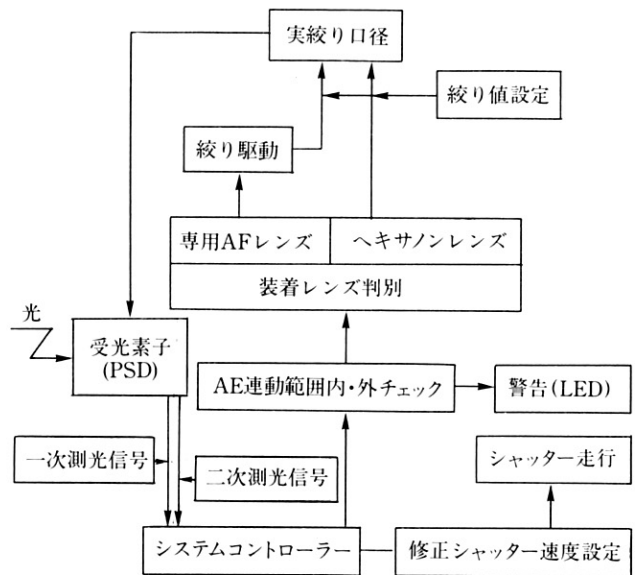 実絞り口径
絞り値設定
絞り駆動
専用AFレンズ
ヘキサノンレンズ
装着レンズ判別
光
受光素子
(PSD)
AE連動範囲内・外チェック
警告(LED)
一次測光信号
二次測光信号
シャッター走行
システムコントローラー
修正シャッター速度設定